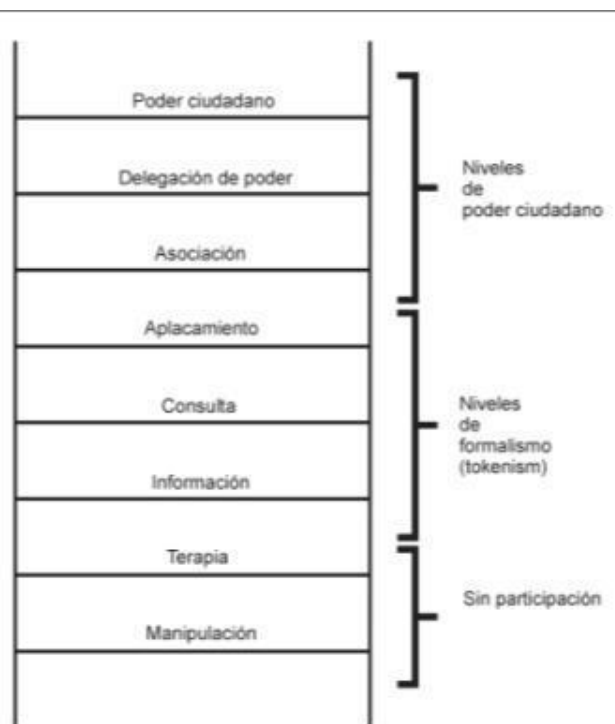 Poder ciudadano
Delegación de poder
Asociación
Aplacamiento
Consulta
Información
Terapia
Manipulación
Niveles
de
poder ciudadano
Niveles
de
formalismo
(tokenism)
Sin participación